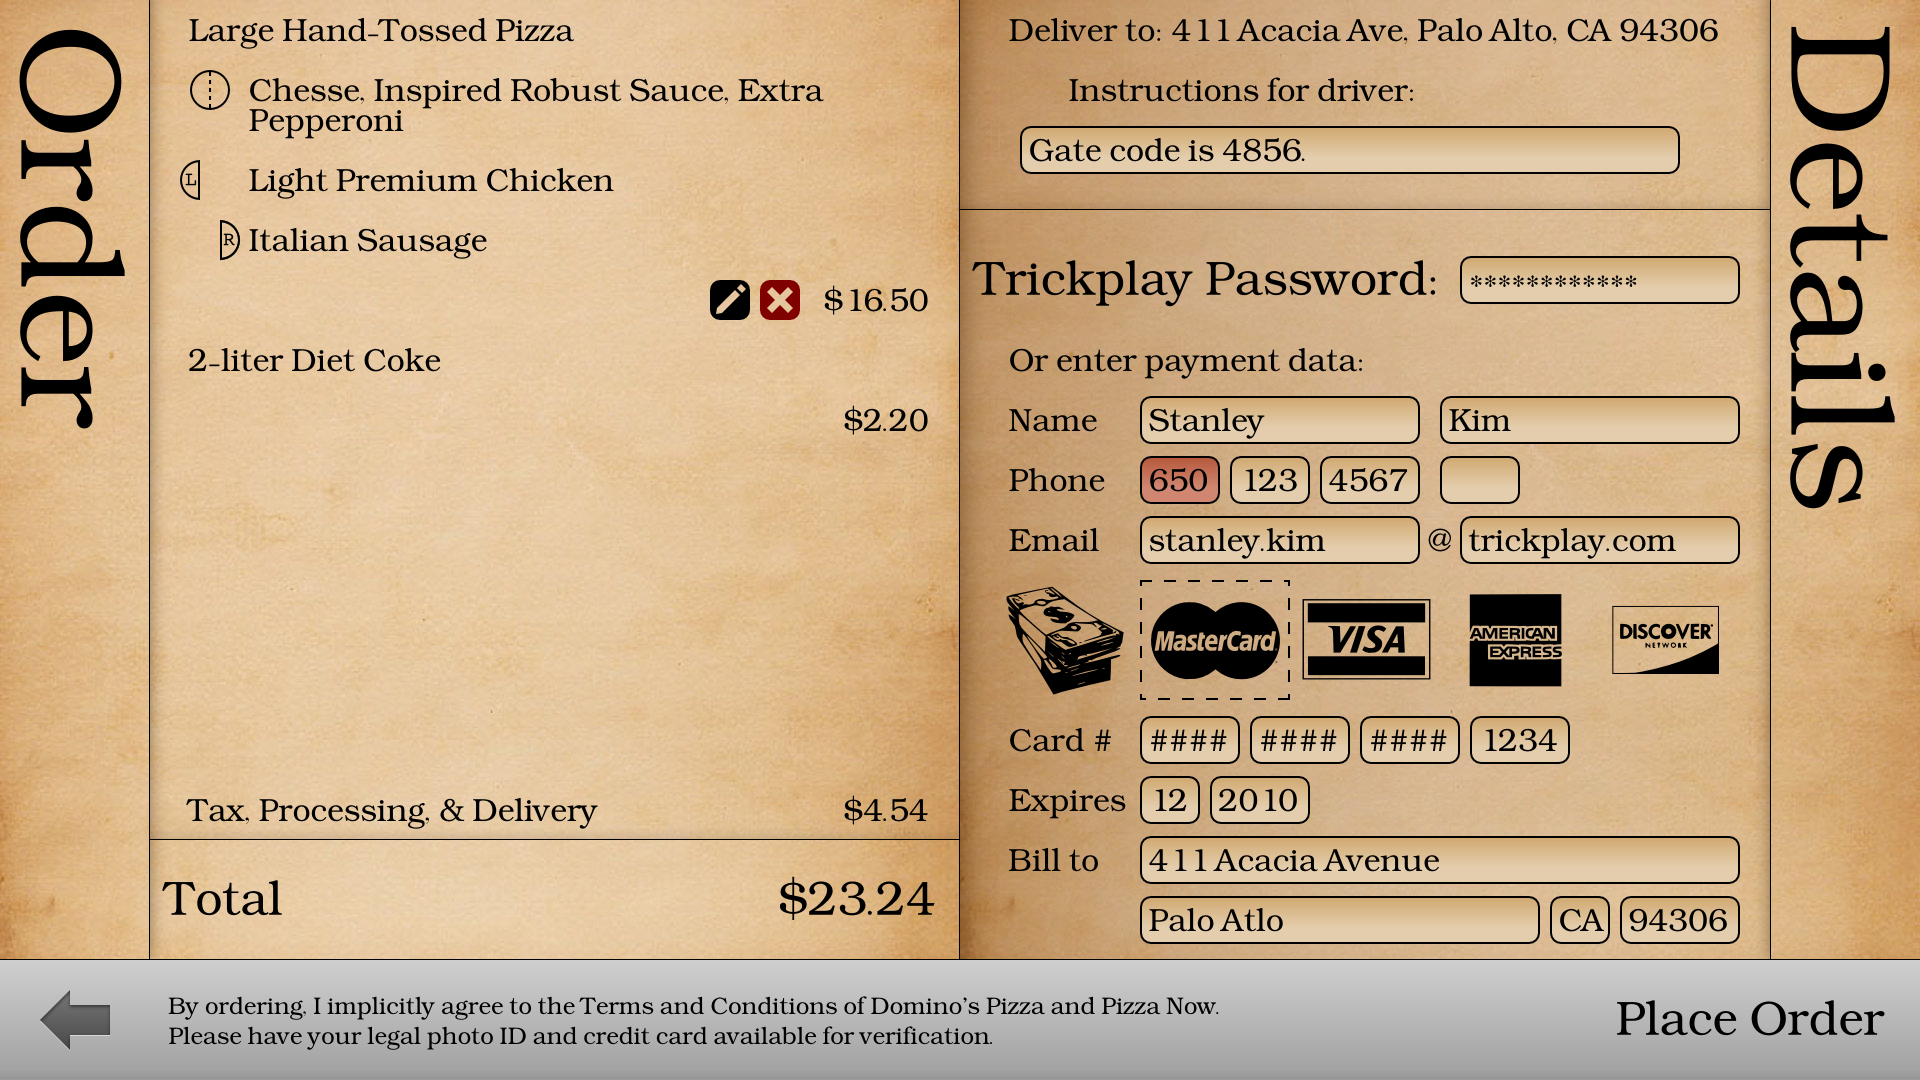 Order
Large Hand-Tossed Pizza
Chesse, Inspired Robust Sauce, Extra
Pepperoni
L Light Premium Chicken
R Italian Sausage
$16.50
2-liter Diet Coke
$2.20
Tax, Processing, & Delivery $4.54
Total $23.24
Details
Deliver to: 411 Acacia Ave, Palo Alto, CA 94306
Instructions for driver:
Gate code is 4856.
Trickplay Password: ************
Or enter payment data:
Name Stanley Kim
Phone 650 123 4567
Email stanley.kim @ trickplay.com
$ MasterCard VISA AMERICAN EXPRESS DISCOVER NETWORK
Card # #### #### #### 1234
Expires 12 2010
Bill to 411 Acacia Avenue
Palo Atlo CA 94306
By ordering, I implicitly agree to the Terms and Conditions of Domino's Pizza and Pizza Now.
Please have your legal photo ID and credit card available for verification.
Place Order